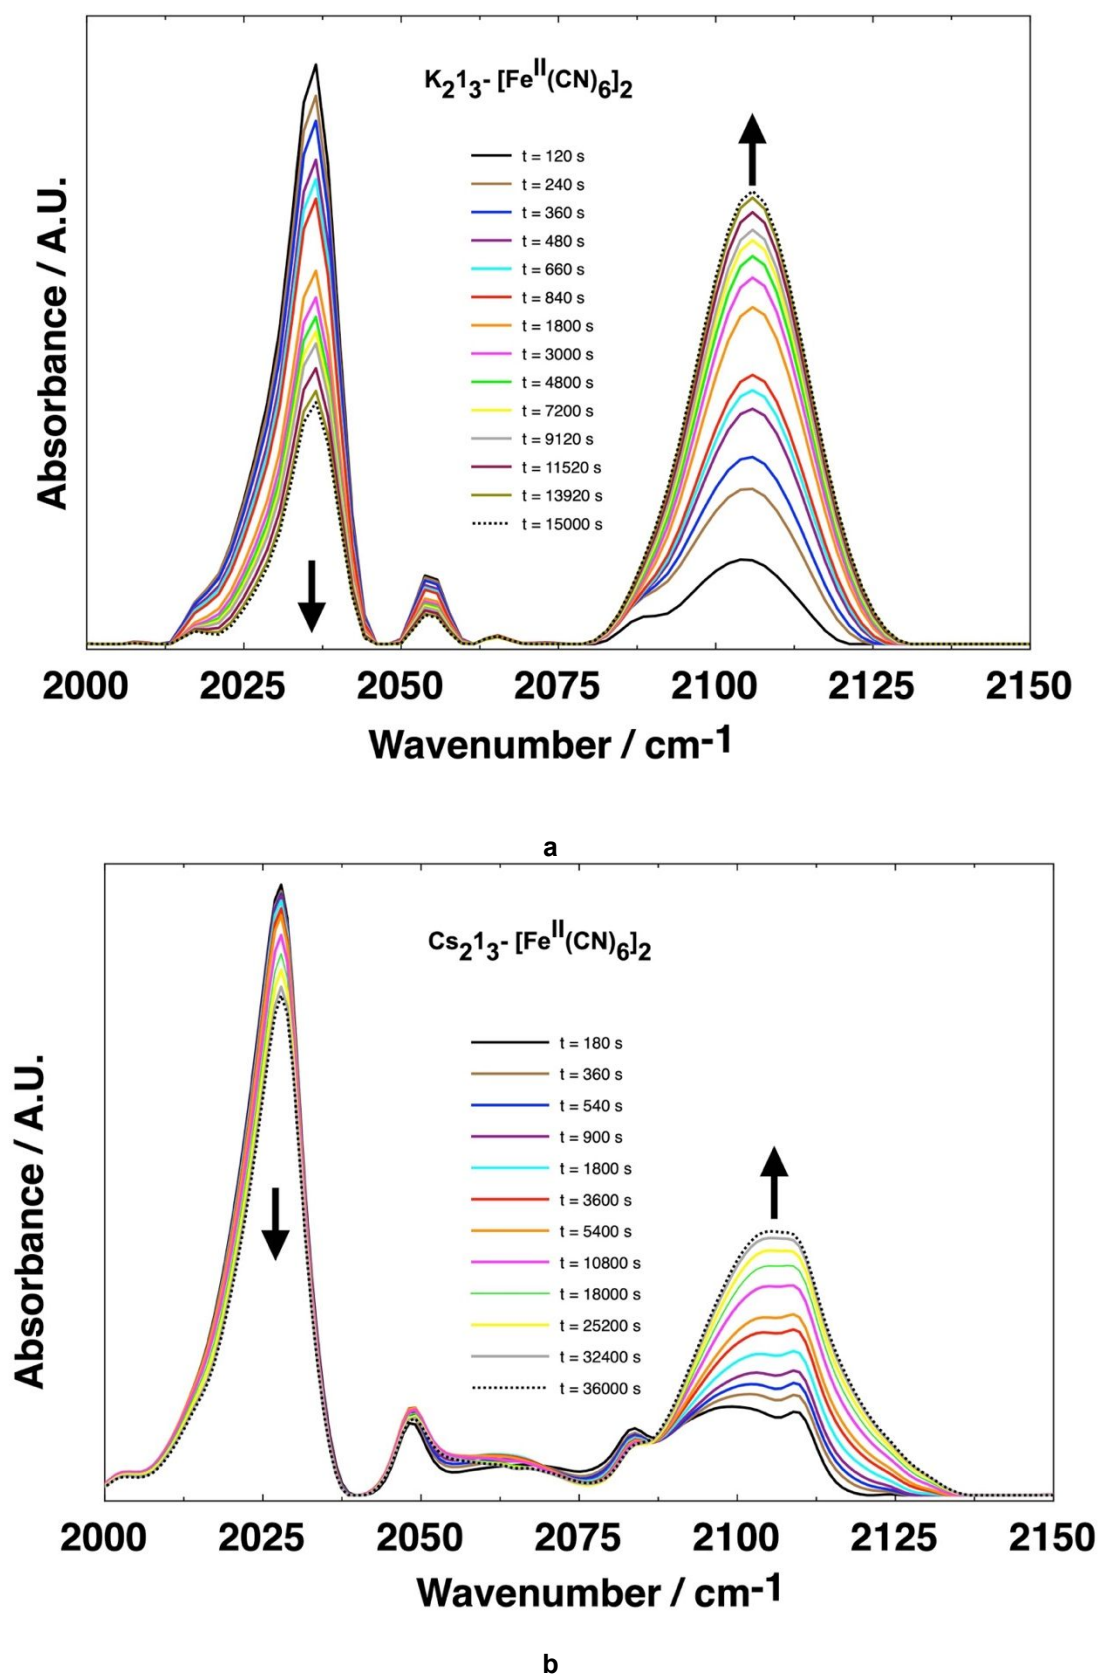 K₂1₃- [Feᴵᴵ(CN)₆]₂
t = 120 s
t = 240 s
t = 360 s
t = 480 s
t = 660 s
t = 840 s
t = 1800 s
t = 3000 s
t = 4800 s
t = 7200 s
t = 9120 s
t = 11520 s
t = 13920 s
t = 15000 s
Absorbance / A.U.
2000 2025 2050 2075 2100 2125 2150
Wavenumber / cm-1
a
Cs₂1₃- [Feᴵᴵ(CN)₆]₂
t = 180 s
t = 360 s
t = 540 s
t = 900 s
t = 1800 s
t = 3600 s
t = 5400 s
t = 10800 s
t = 18000 s
t = 25200 s
t = 32400 s
t = 36000 s
Absorbance / A.U.
2000 2025 2050 2075 2100 2125 2150
Wavenumber / cm-1
b